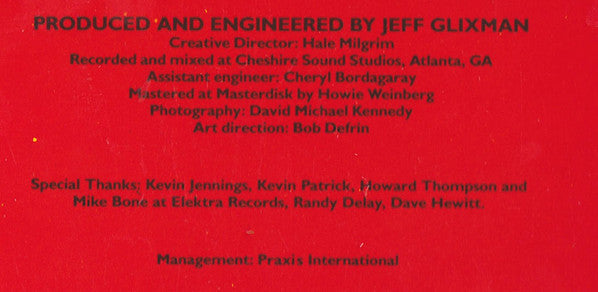 PRODUCED AND ENGINEERED BY JEFF GLIXMAN
Creative Director: Hale Milgrim
Recorded and mixed at Cheshire Sound Studios, Atlanta, GA
Assistant engineer: Cheryl Bordagaray
Mastered at Masterdisk by Howie Weinberg
Photography: David Michael Kennedy
Art direction: Bob Defrin
Special Thanks: Kevin Jennings, Kevin Patrick, Howard Thompson and
Mike Bone at Elektra Records, Randy Delay, Dave Hewitt.
Management: Praxis International